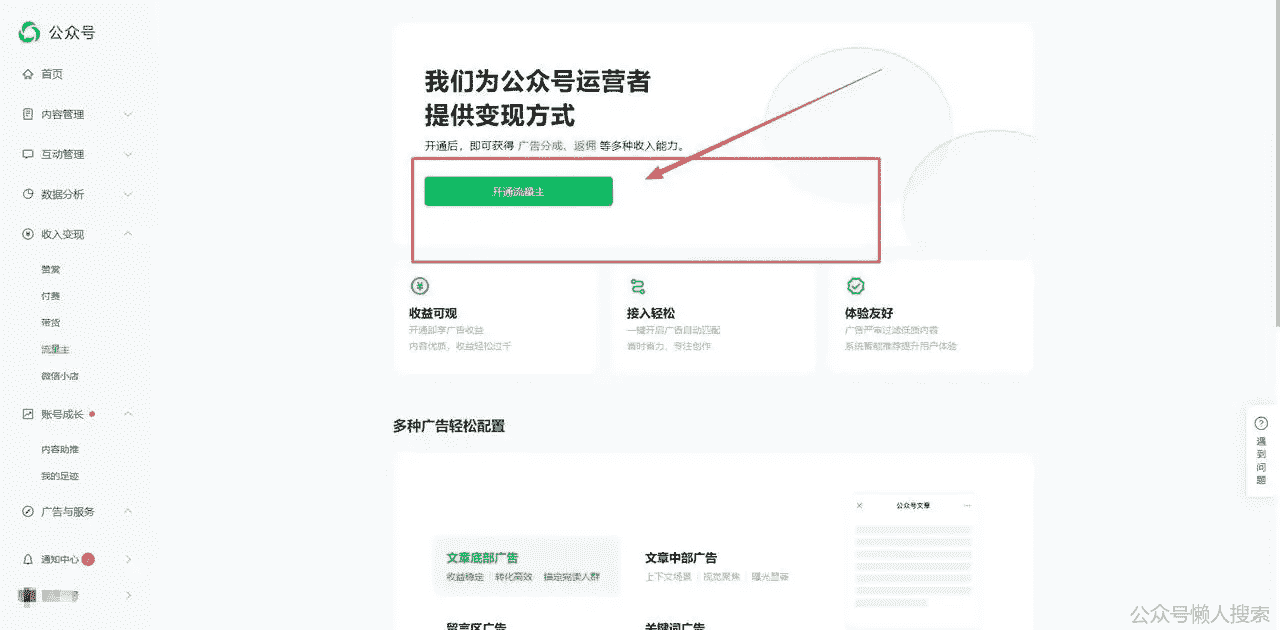 公众号
首页
内容管理
互动管理
数据分析
收入变现
赞赏
付费
带货
流量主
微信小店
账号成长
内容助推
我的足迹
广告与服务
通知中心
我们为公众号运营者
提供变现方式
开通后，即可获得 广告分成、返佣 等多种收入能力。
开通流量主
收益可观
开通即享广告收益
内容优质，收益轻松过千
接入轻松
一键开启广告自动匹配
省时省力，专注创作
体验友好
广告严审过滤低质内容
系统智能推荐提升用户体验
多种广告轻松配置
文章底部广告
收益稳定 转化高效 锁定完读人群
文章中部广告
上下文场景 视觉聚焦 曝光显著
公众号文章
留言区广告
关键词广告
遇到问题
公众号懒人搜索